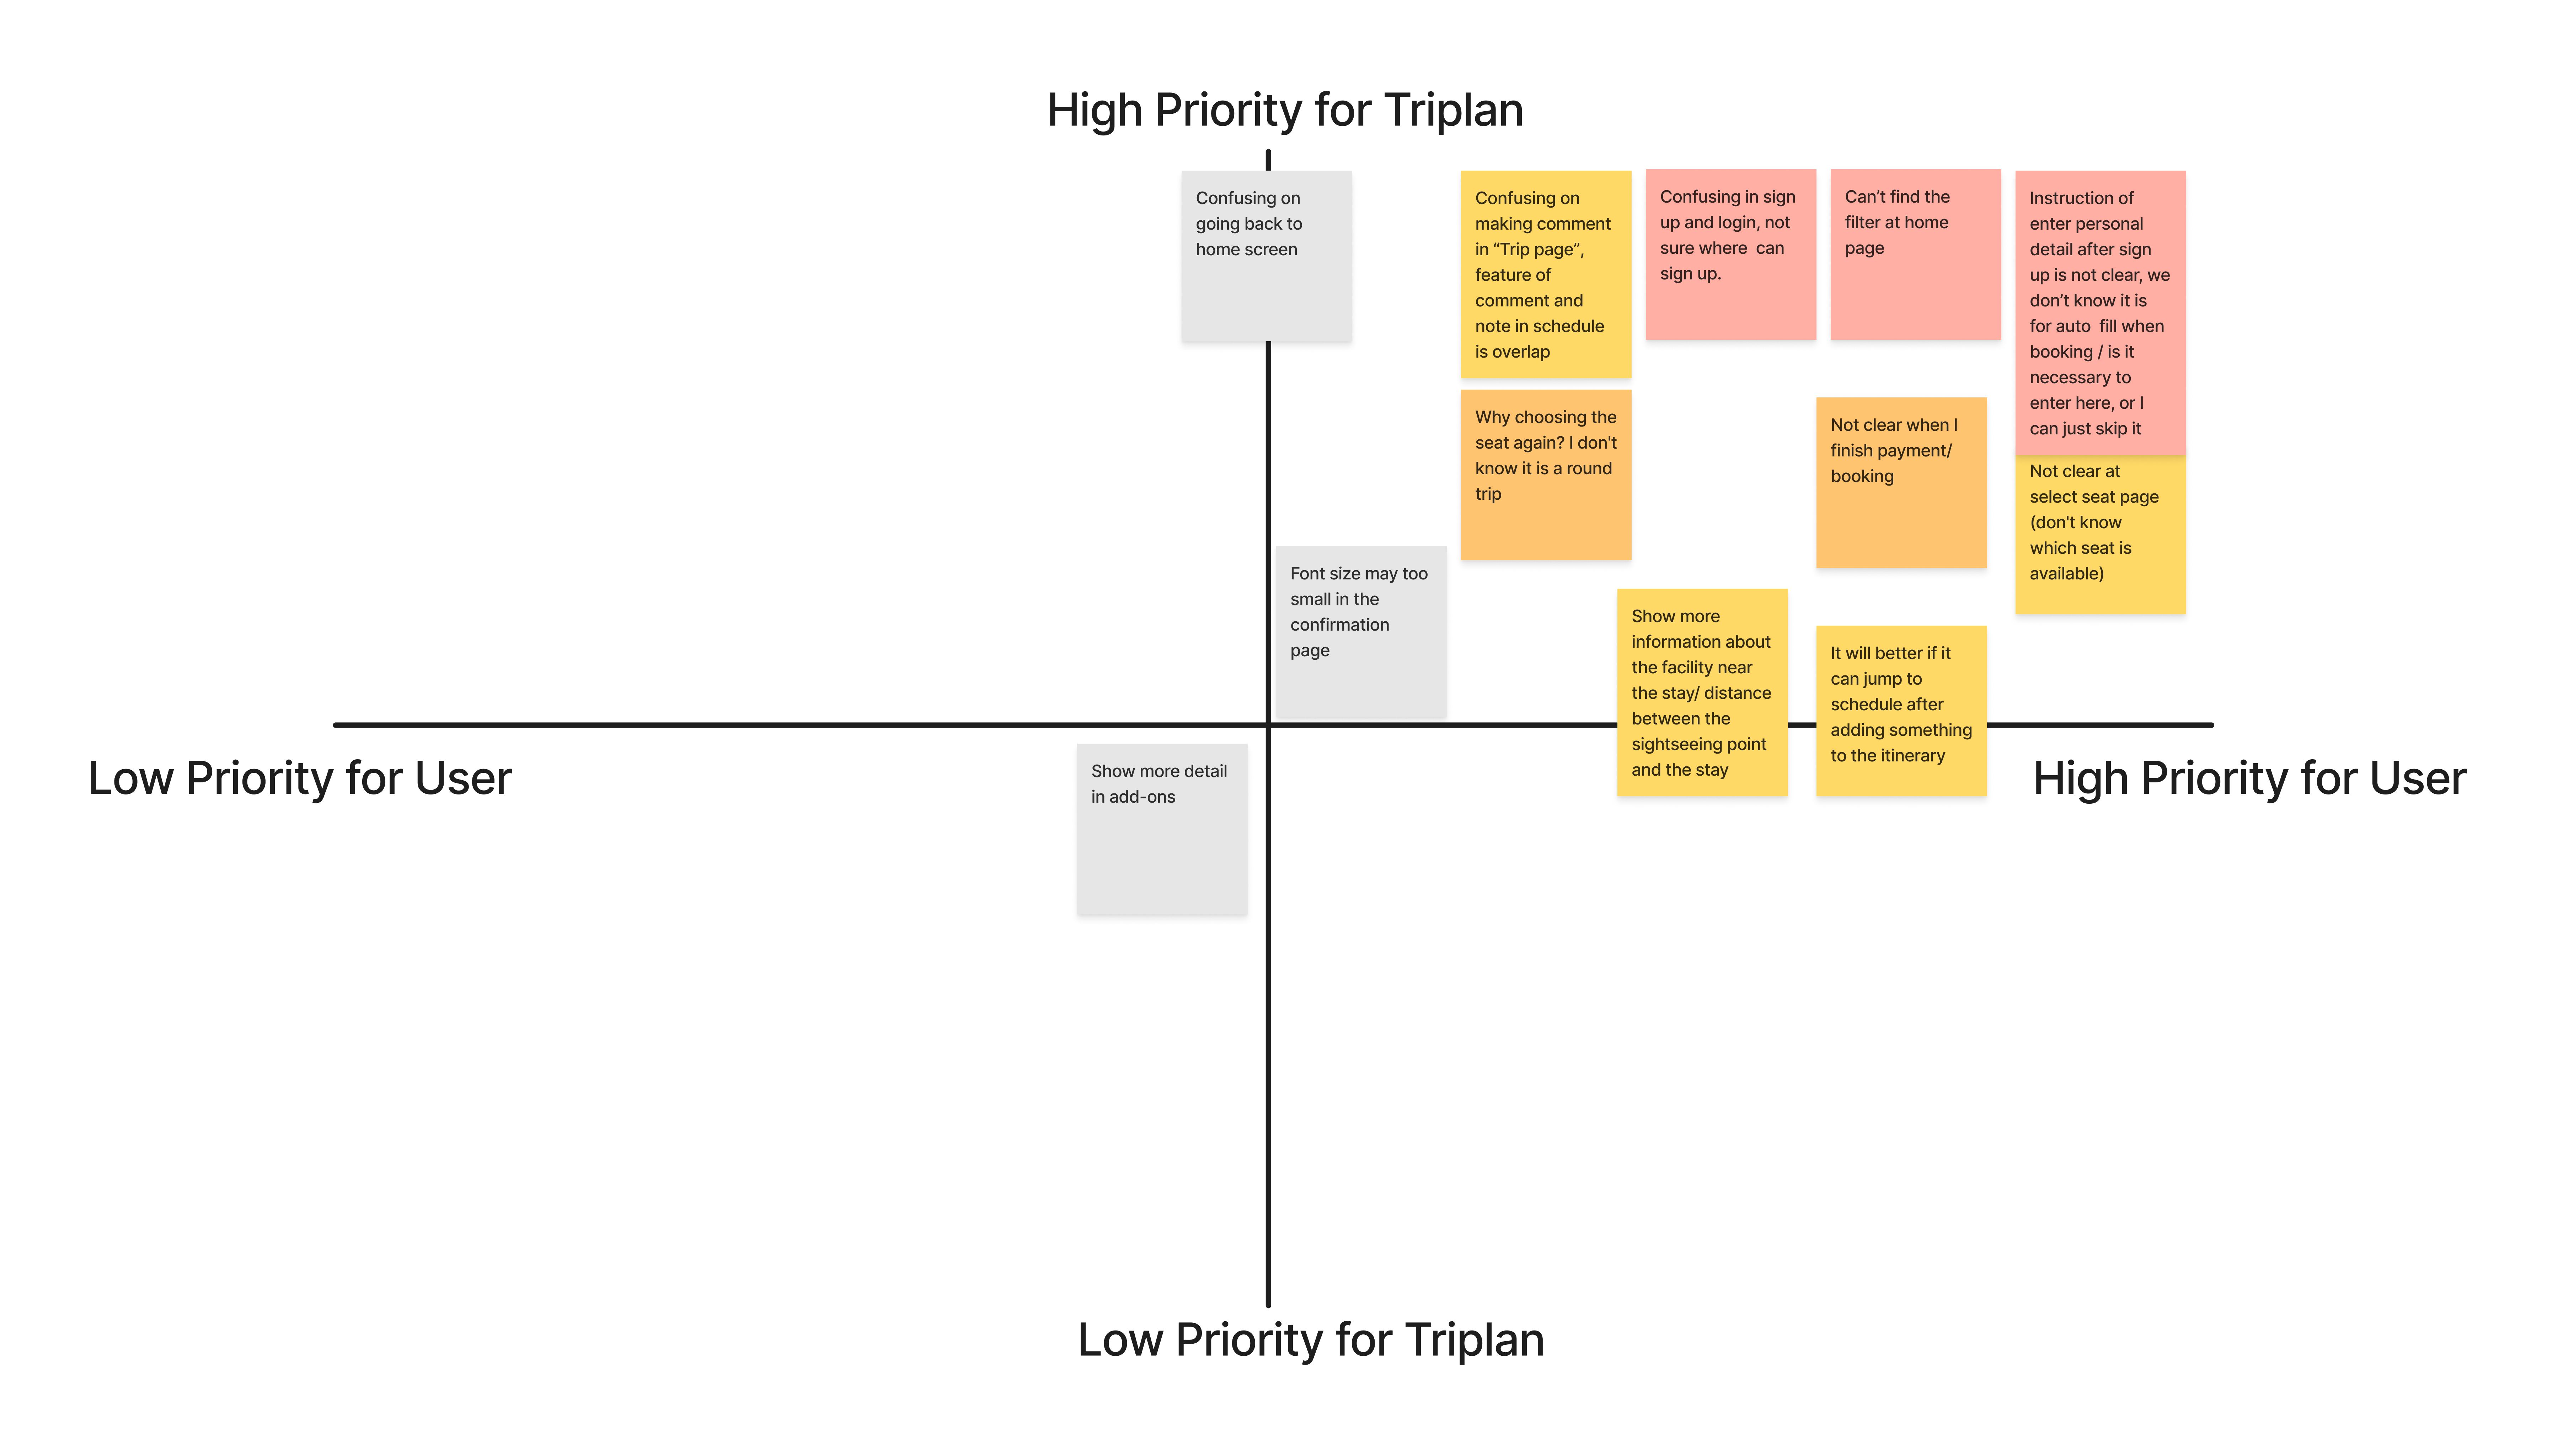 High Priority for Triplan
Confusing on
going back to
home screen
Confusing on
making comment
in “Trip page”,
feature of
comment and
note in schedule
is overlap
Confusing in sign
up and login, not
sure where  can
sign up.
Can’t find the
filter at home
page
Instruction of
enter personal
detail after sign
up is not clear, we
don’t know it is
for auto  fill when
booking / is it
necessary to
enter here, or I
can just skip it
Why choosing the
seat again? I don't
know it is a round
trip
Not clear when I
finish payment/
booking
Not clear at
select seat page
(don't know
which seat is
available)
Font size may too
small in the
confirmation
page
Show more
information about
the facility near
the stay/ distance
between the
sightseeing point
and the stay
It will better if it
can jump to
schedule after
adding something
to the itinerary
Low Priority for User
High Priority for User
Show more detail
in add-ons
Low Priority for Triplan